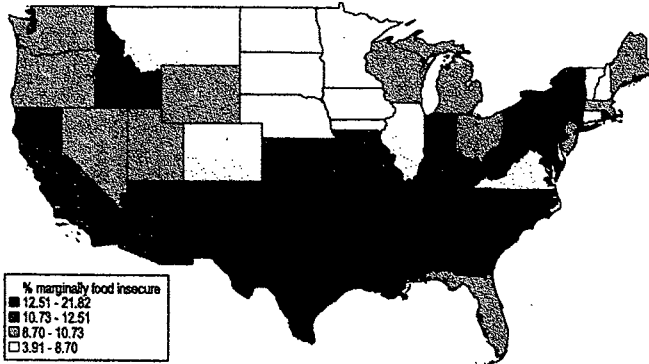 % marginally food insecure
12.51 - 21.82
10.73 - 12.51
8.70 - 10.73
3.91 - 8.70